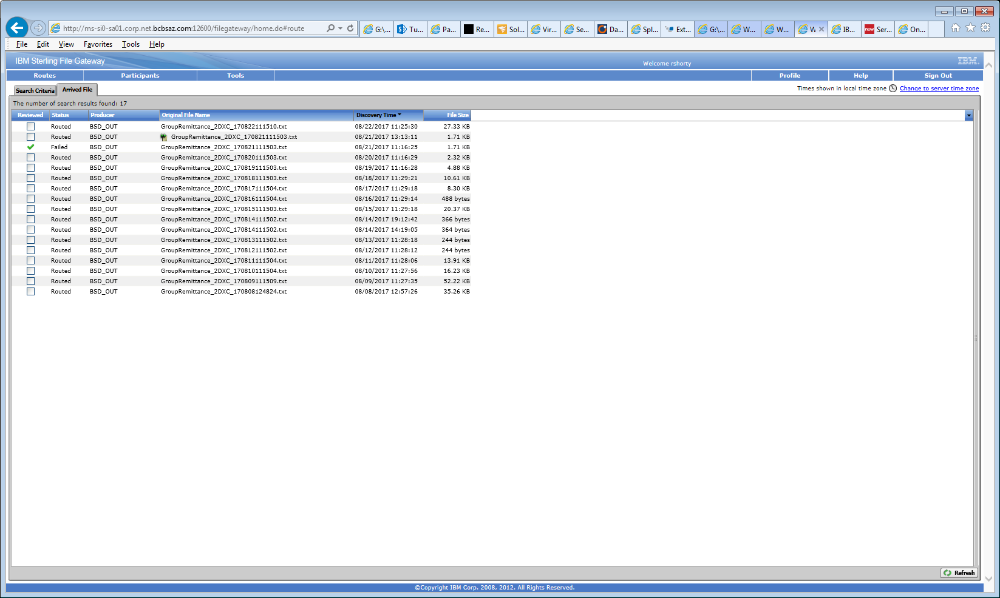 http://ms-si0-sa01.corp.net.bcbsaz.com:12600/filegateway/home.do#route
G:\... Tu... Pa... Re... Sol... Vir... Se... Da... Spl... Ext... G:\... W... W... W IB... now Ser... On...
File Edit View Favorites Tools Help
IBM Sterling File Gateway Welcome rshorty IBM.
Routes Participants Tools Profile Help Sign Out
Search Criteria Arrived File Times shown in local time zone Change to server time zone
The number of search results found: 17
Reviewed Status Producer Original File Name Discovery Time File Size
Routed BSD_OUT GroupRemittance_2DXC_170822111510.txt 08/22/2017 11:25:30 27.33 KB
Routed BSD_OUT GroupRemittance_2DXC_170821111503.txt 08/21/2017 13:13:11 1.71 KB
Failed BSD_OUT GroupRemittance_2DXC_170821111503.txt 08/21/2017 11:16:25 1.71 KB
Routed BSD_OUT GroupRemittance_2DXC_170820111503.txt 08/20/2017 11:16:29 2.32 KB
Routed BSD_OUT GroupRemittance_2DXC_170819111503.txt 08/19/2017 11:16:28 4.88 KB
Routed BSD_OUT GroupRemittance_2DXC_170818111503.txt 08/18/2017 11:29:21 10.61 KB
Routed BSD_OUT GroupRemittance_2DXC_170817111504.txt 08/17/2017 11:29:18 8.30 KB
Routed BSD_OUT GroupRemittance_2DXC_170816111504.txt 08/16/2017 11:29:14 488 bytes
Routed BSD_OUT GroupRemittance_2DXC_170815111503.txt 08/15/2017 11:29:18 20.37 KB
Routed BSD_OUT GroupRemittance_2DXC_170814111502.txt 08/14/2017 19:12:42 366 bytes
Routed BSD_OUT GroupRemittance_2DXC_170814111502.txt 08/14/2017 14:19:05 364 bytes
Routed BSD_OUT GroupRemittance_2DXC_170813111502.txt 08/13/2017 11:28:18 244 bytes
Routed BSD_OUT GroupRemittance_2DXC_170812111502.txt 08/12/2017 11:28:12 244 bytes
Routed BSD_OUT GroupRemittance_2DXC_170811111504.txt 08/11/2017 11:28:06 13.91 KB
Routed BSD_OUT GroupRemittance_2DXC_170810111504.txt 08/10/2017 11:27:56 16.23 KB
Routed BSD_OUT GroupRemittance_2DXC_170809111509.txt 08/09/2017 11:27:35 52.22 KB
Routed BSD_OUT GroupRemittance_2DXC_170808124824.txt 08/08/2017 12:57:26 35.26 KB
Refresh
©Copyright IBM Corp. 2008, 2012. All Rights Reserved.